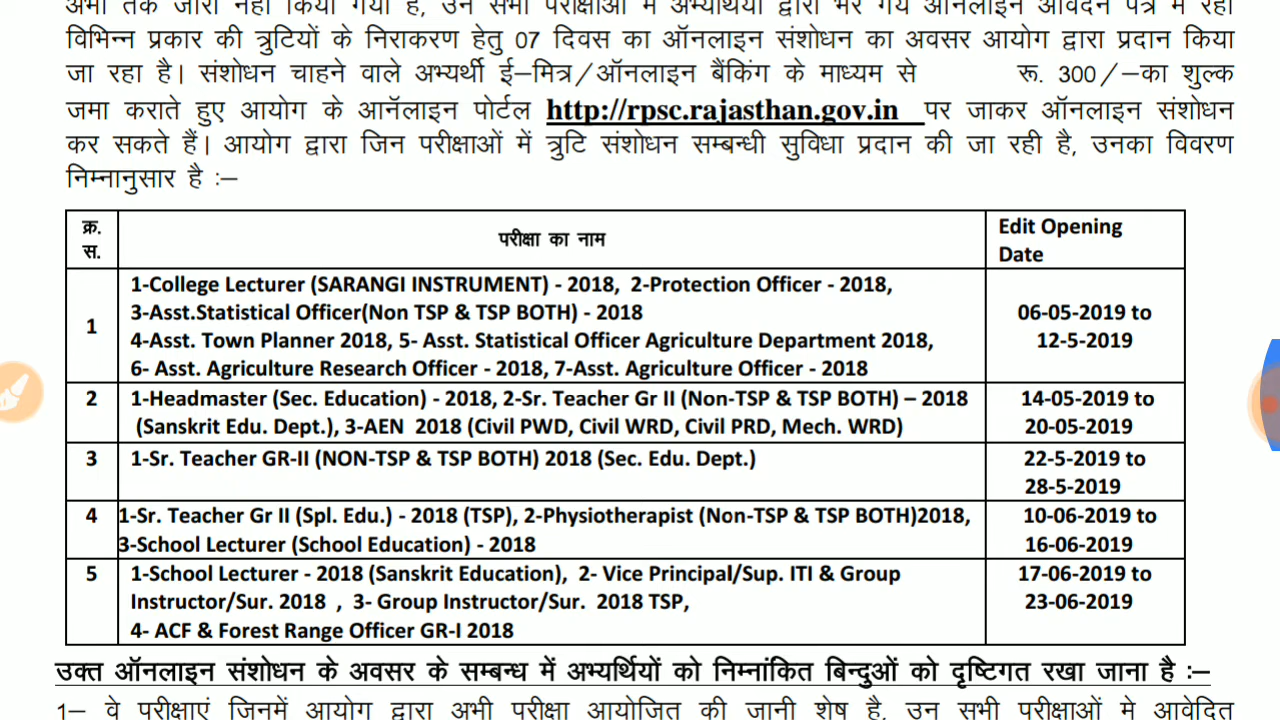 अभी तक जारी नहीं किया गया है, उन सभी परीक्षाओं में अभ्यर्थियों द्वारा भरे गये ऑनलाइन आवेदन पत्र में रही
विभिन्न प्रकार की त्रुटियों के निराकरण हेतु 07 दिवस का ऑनलाइन संशोधन का अवसर आयोग द्वारा प्रदान किया
जा रहा है। संशोधन चाहने वाले अभ्यर्थी ई–मित्र/ऑनलाइन बैंकिंग के माध्यम से रू. 300/–का शुल्क
जमा कराते हुए आयोग के आनॅलाइन पोर्टल http://rpsc.rajasthan.gov.in पर जाकर ऑनलाइन संशोधन
कर सकते हैं। आयोग द्वारा जिन परीक्षाओं में त्रुटि संशोधन सम्बन्धी सुविधा प्रदान की जा रही है, उनका विवरण
निम्नानुसार है :–
क्र. स. परीक्षा का नाम Edit Opening Date
1 1-College Lecturer (SARANGI INSTRUMENT) - 2018, 2-Protection Officer - 2018,
3-Asst.Statistical Officer(Non TSP & TSP BOTH) - 2018 06-05-2019 to
4-Asst. Town Planner 2018, 5- Asst. Statistical Officer Agriculture Department 2018, 12-5-2019
6- Asst. Agriculture Research Officer - 2018, 7-Asst. Agriculture Officer - 2018
2 1-Headmaster (Sec. Education) - 2018, 2-Sr. Teacher Gr II (Non-TSP & TSP BOTH) – 2018 14-05-2019 to
(Sanskrit Edu. Dept.), 3-AEN 2018 (Civil PWD, Civil WRD, Civil PRD, Mech. WRD) 20-05-2019
3 1-Sr. Teacher GR-II (NON-TSP & TSP BOTH) 2018 (Sec. Edu. Dept.) 22-5-2019 to
28-5-2019
4 1-Sr. Teacher Gr II (Spl. Edu.) - 2018 (TSP), 2-Physiotherapist (Non-TSP & TSP BOTH)2018, 10-06-2019 to
3-School Lecturer (School Education) - 2018 16-06-2019
5 1-School Lecturer - 2018 (Sanskrit Education), 2- Vice Principal/Sup. ITI & Group 17-06-2019 to
Instructor/Sur. 2018 , 3- Group Instructor/Sur. 2018 TSP, 23-06-2019
4- ACF & Forest Range Officer GR-I 2018
उक्त ऑनलाइन संशोधन के अवसर के सम्बन्ध में अभ्यर्थियों को निम्नांकित बिन्दुओं को दृष्टिगत रखा जाना है :–
1– वे परीक्षाएं जिनमें आयोग द्वारा अभी परीक्षा आयोजित की जानी शेष है, उन सभी परीक्षाओं मे आवेदित